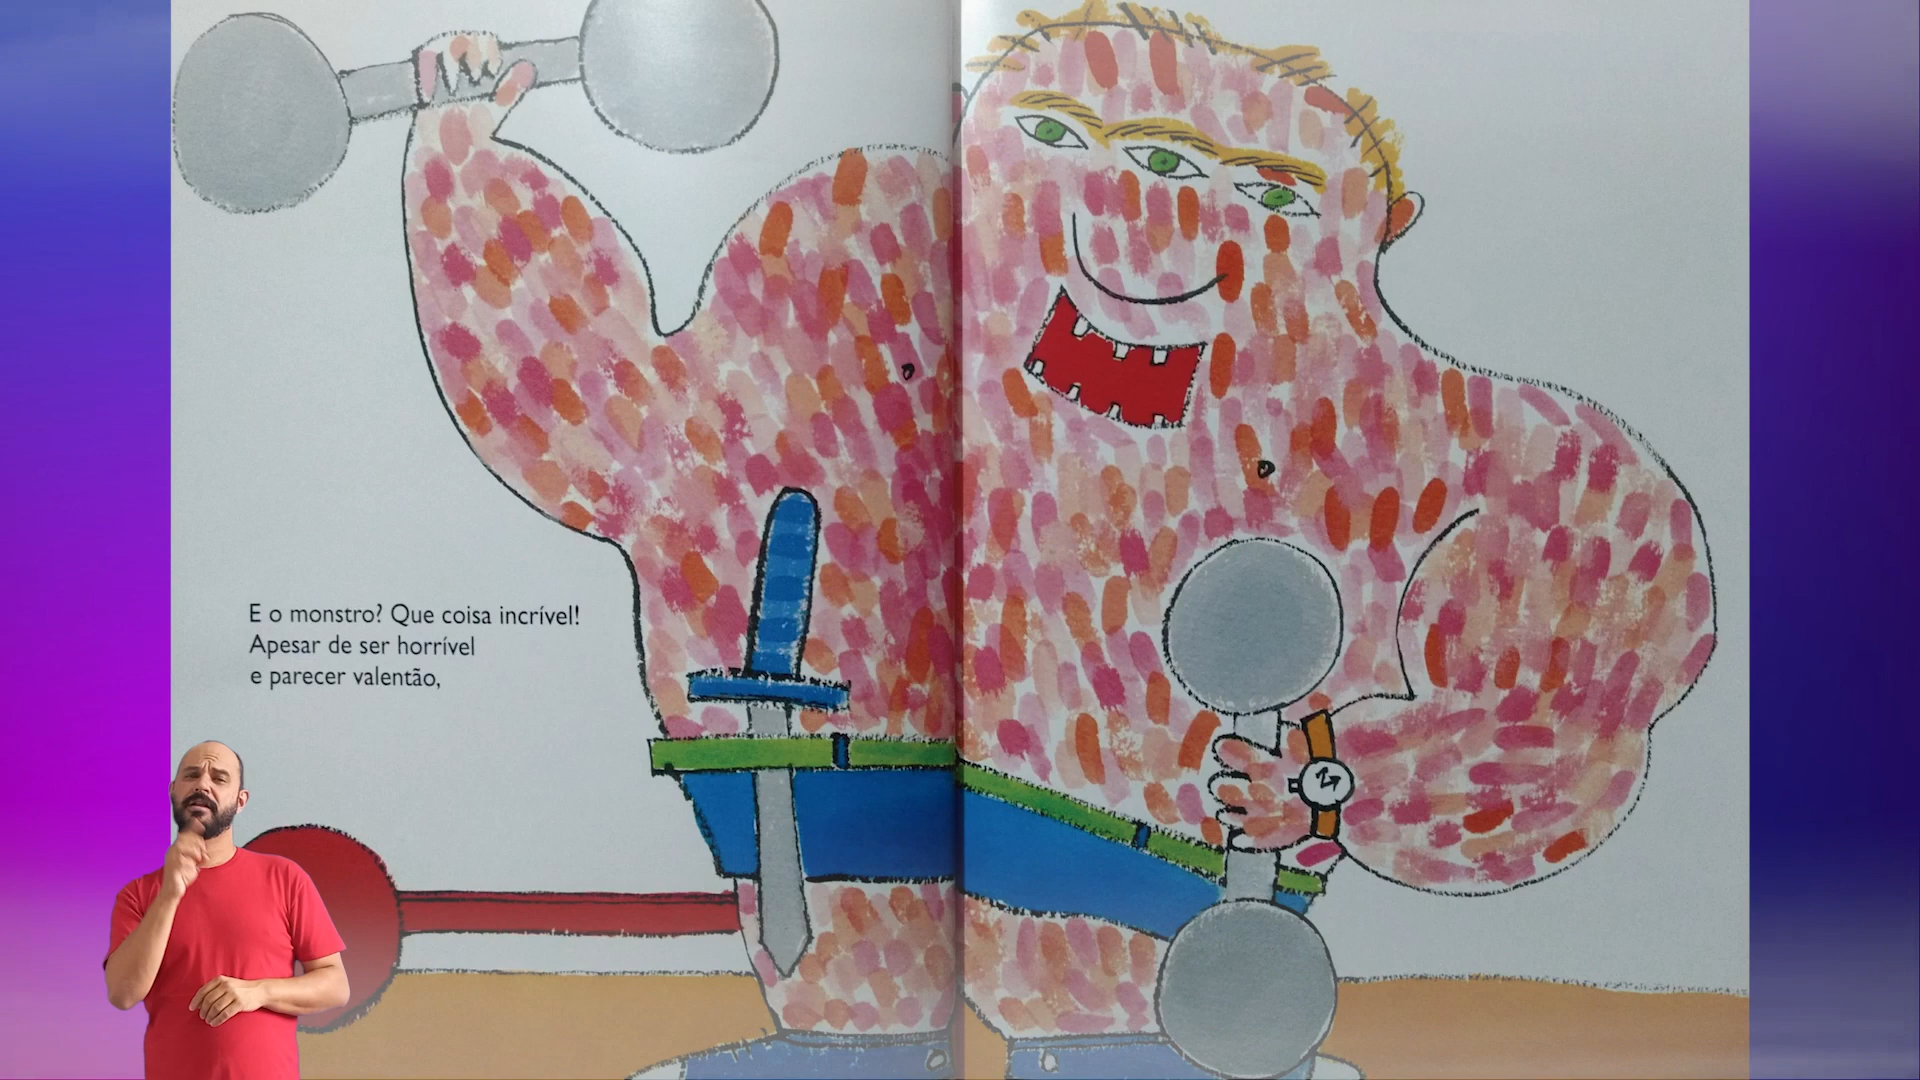 E o monstro? Que coisa incrível!
Apesar de ser horrível
e parecer valentão,